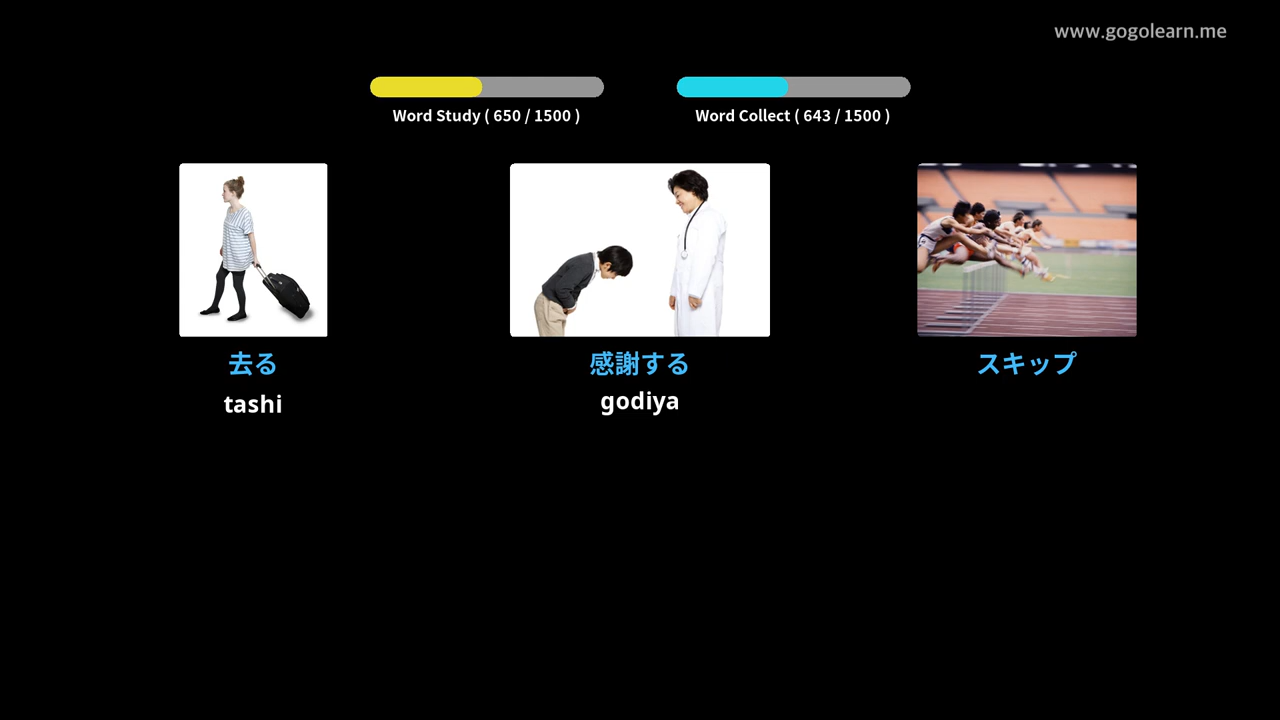 www.gogolearn.me
Word Study ( 650 / 1500 )
Word Collect ( 643 / 1500 )
去る
tashi
感謝する
godiya
スキップ